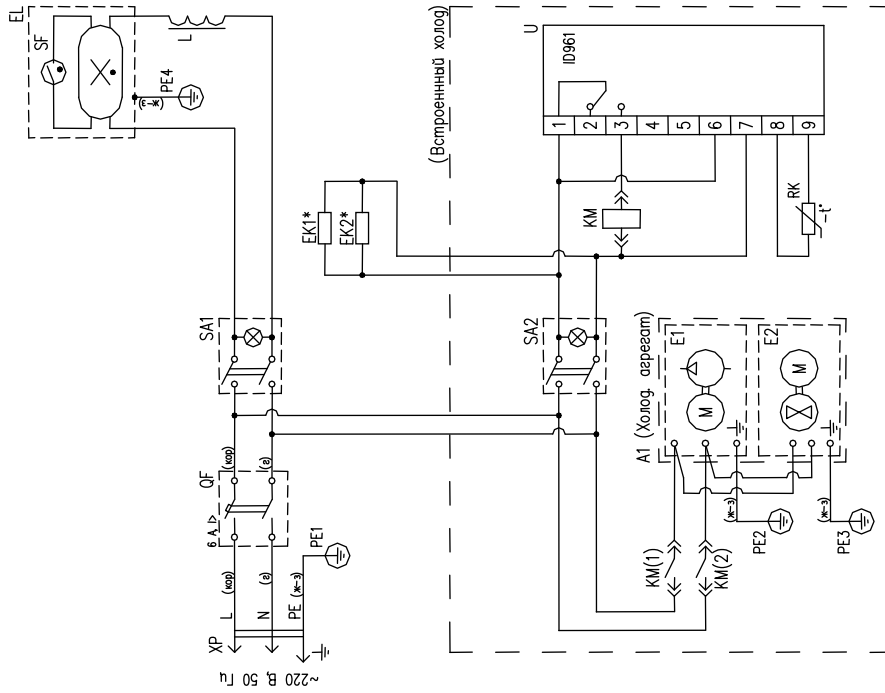 EL
SF
PE4
(ж-з)
L
(Встроеннный холод)
U
ID961
1
2
3
4
5
6
7
8
9
EK1*
EK2*
KM
RK
-t°
SA1
SA2
A1 (Холод. агрегат)
E1
E2
M
M
QF
6 A, I>
(кор)
(г)
(кор)
(г)
L
N
PE
(ж-з)
PE1
XP
~220 В, 50 Гц
KM(1)
KM(2)
(ж-з)
PE2
(ж-з)
PE3